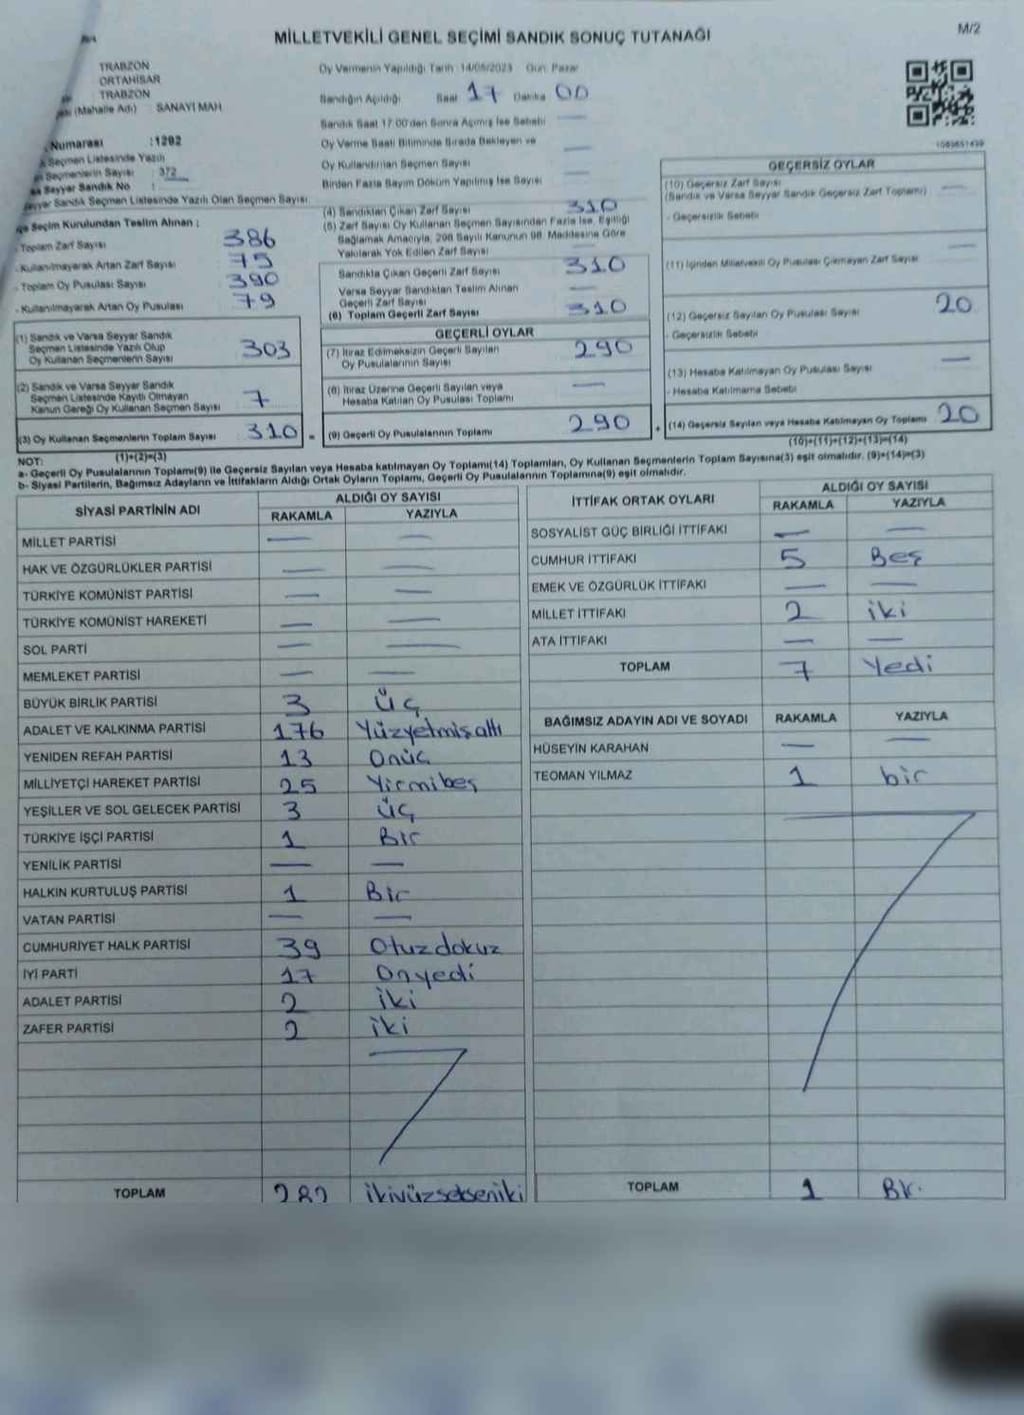 MİLLETVEKİLİ GENEL SEÇİMİ SANDIK SONUÇ TUTANAĞI
M/2
TRABZON
ORTAHİSAR
TRABZON
(Mahalle Adı) : SANAYİ MAH
Numarası :1292
Seçmen Listesinde Yazılı
Seçmenlerin Sayısı 372
Seyyar Sandık No :
Seyyar Sandık Seçmen Listesinde Yazılı Olan Seçmen Sayısı
Oy Vermenin Yapıldığı Tarih :14/05/2023 Gün: Pazar
Sandığın Açıldığı Saat 17 Dakika 00
Sandık Saat 17:00'den Sonra Açımış İse Sebebi —
Oy Verme Saati Bitiminde Sırada Bekleyen ve
Oy Kullandırılan Seçmen Sayısı —
Birden Fazla Sayım Döküm Yapılmış İse Sayısı —
Seçim Kurulundan Teslim Alınan :
- Toplam Zarf Sayısı 386
- Kullanılmayarak Artan Zarf Sayısı 75
- Toplam Oy Pusulası Sayısı 390
- Kullanılmayarak Artan Oy Pusulası 79
(1) Sandık ve Varsa Seyyar Sandık
Seçmen Listesinde Yazılı Olup
Oy Kullanan Seçmenlerin Sayısı 303
(2) Sandık ve Varsa Seyyar Sandık
Seçmen Listesinde Kayıtlı Olmayan
Kanun Gereği Oy Kullanan Seçmen Sayısı 7
(3) Oy Kullanan Seçmenlerin Toplam Sayısı 310 =
(1)+(2)=(3)
(4) Sandıktan Çıkan Zarf Sayısı 310
(5) Zarf Sayısı Oy Kullanan Seçmen Sayısından Fazla İse, Eşitliği
Sağlamak Amacıyla, 298 Sayılı Kanunun 98. Maddesine Göre
Yakılarak Yok Edilen Zarf Sayısı —
Sandıkta Çıkan Geçerli Zarf Sayısı 310
Varsa Seyyar Sandıktan Teslim Alınan
Geçerli Zarf Sayısı —
(6) Toplam Geçerli Zarf Sayısı 310
GEÇERLİ OYLAR
(7) İtiraz Edilmeksizin Geçerli Sayılan
Oy Pusulalarının Sayısı 290
(8) İtiraz Üzerine Geçerli Sayılan veya
Hesaba Katılan Oy Pusulası Toplamı —
(9) Geçerli Oy Pusulalarının Toplamı 290 +
GEÇERSİZ OYLAR
(10) Geçersiz Zarf Sayısı
(Sandık ve Varsa Seyyar Sandık Geçersiz Zarf Toplamı) —
- Geçersizlik Sebebi
(11) İçinden Milletvekili Oy Pusulası Çıkmayan Zarf Sayısı —
(12) Geçersiz Sayılan Oy Pusulası Sayısı 20
- Geçersizlik Sebebi
(13) Hesaba Katılmayan Oy Pusulası Sayısı —
- Hesaba Katılmama Sebebi
(14) Geçersiz Sayılan veya Hesaba Katılmayan Oy Toplamı 20
(10)+(11)+(12)+(13)=(14)
NOT:
a- Geçerli Oy Pusulalarının Toplamı(9) ile Geçersiz Sayılan veya Hesaba katılmayan Oy Toplamı(14) Toplamları, Oy Kullanan Seçmenlerin Toplam Sayısına(3) eşit olmalıdır. (9)+(14)=(3)
b- Siyasi Partilerin, Bağımsız Adayların ve İttifakların Aldığı Ortak Oyların Toplamı, Geçerli Oy Pusulalarının Toplamına(9) eşit olmalıdır.
SİYASİ PARTİNİN ADI ALDIĞI OY SAYISI
RAKAMLA YAZIYLA
MİLLET PARTİSİ — —
HAK VE ÖZGÜRLÜKLER PARTİSİ — —
TÜRKİYE KOMÜNİST PARTİSİ — —
TÜRKİYE KOMÜNİST HAREKETİ — —
SOL PARTİ — —
MEMLEKET PARTİSİ — —
BÜYÜK BİRLİK PARTİSİ 3 üç
ADALET VE KALKINMA PARTİSİ 176 Yüzyetmişaltı
YENİDEN REFAH PARTİSİ 13 Onüç
MİLLİYETÇİ HAREKET PARTİSİ 25 Yirmibeş
YEŞİLLER VE SOL GELECEK PARTİSİ 3 üç
TÜRKİYE İŞÇİ PARTİSİ 1 Bir
YENİLİK PARTİSİ — —
HALKIN KURTULUŞ PARTİSİ 1 Bir
VATAN PARTİSİ — —
CUMHURİYET HALK PARTİSİ 39 Otuzdokuz
İYİ PARTİ 17 Onyedi
ADALET PARTİSİ 2 iki
ZAFER PARTİSİ 2 iki
TOPLAM 282 ikiyüzsekseniki
İTTİFAK ORTAK OYLARI ALDIĞI OY SAYISI
RAKAMLA YAZIYLA
SOSYALİST GÜÇ BİRLİĞİ İTTİFAKI — —
CUMHUR İTTİFAKI 5 Beş
EMEK VE ÖZGÜRLÜK İTTİFAKI — —
MİLLET İTTİFAKI 2 iki
ATA İTTİFAKI — —
TOPLAM 7 Yedi
BAĞIMSIZ ADAYIN ADI VE SOYADI RAKAMLA YAZIYLA
HÜSEYİN KARAHAN — —
TEOMAN YILMAZ 1 bir
TOPLAM 1 Bir